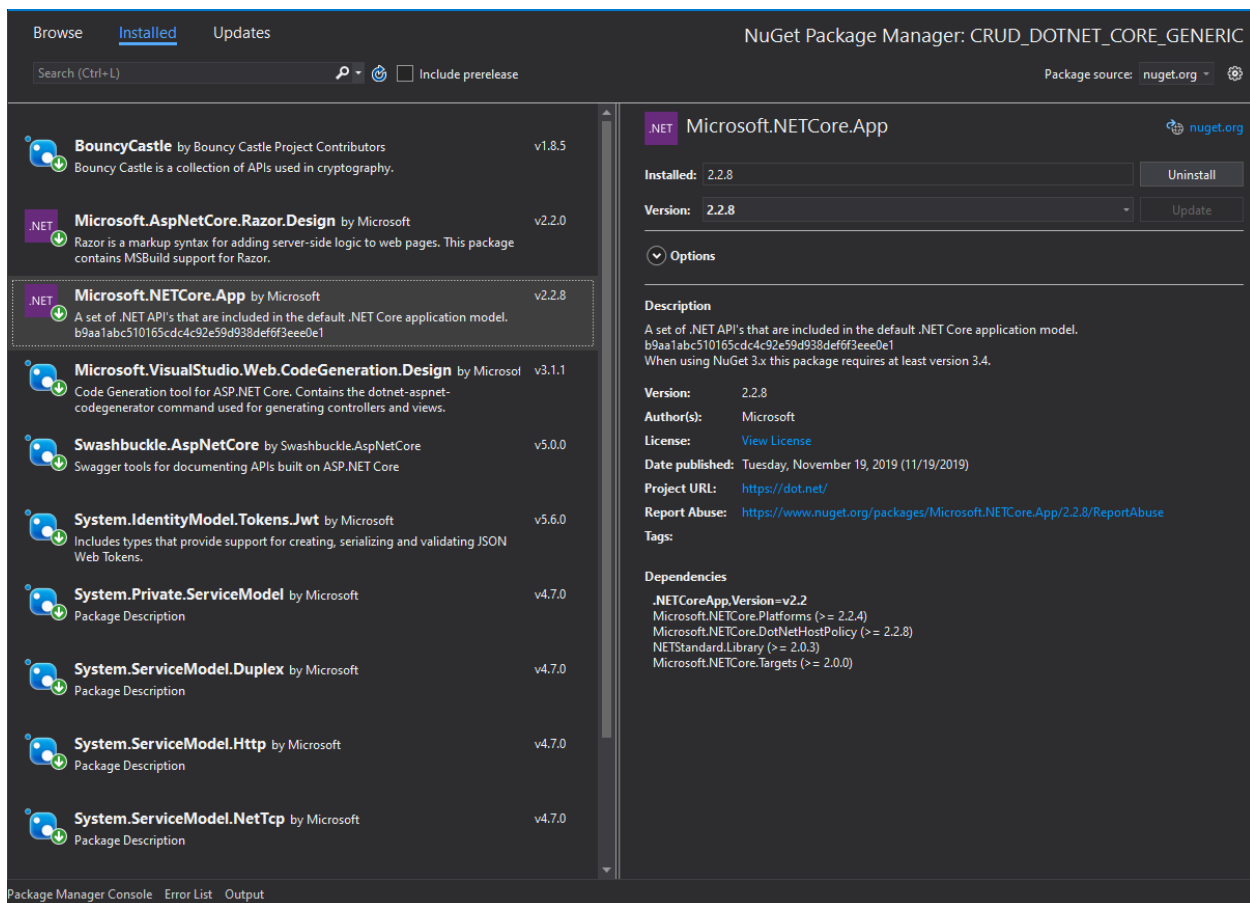 Browse Installed Updates
NuGet Package Manager: CRUD_DOTNET_CORE_GENERIC
Search (Ctrl+L)
Include prerelease
Package source: nuget.org
BouncyCastle by Bouncy Castle Project Contributors v1.8.5
Bouncy Castle is a collection of APIs used in cryptography.
.NET
Microsoft.AspNetCore.Razor.Design by Microsoft v2.2.0
Razor is a markup syntax for adding server-side logic to web pages. This package
contains MSBuild support for Razor.
.NET
Microsoft.NETCore.App by Microsoft v2.2.8
A set of .NET API's that are included in the default .NET Core application model.
b9aa1abc510165cdc4c92e59d938def6f3eee0e1
Microsoft.VisualStudio.Web.CodeGeneration.Design by Microsof v3.1.1
Code Generation tool for ASP.NET Core. Contains the dotnet-aspnet-
codegenerator command used for generating controllers and views.
Swashbuckle.AspNetCore by Swashbuckle.AspNetCore v5.0.0
Swagger tools for documenting APIs built on ASP.NET Core
System.IdentityModel.Tokens.Jwt by Microsoft v5.6.0
Includes types that provide support for creating, serializing and validating JSON
Web Tokens.
System.Private.ServiceModel by Microsoft v4.7.0
Package Description
System.ServiceModel.Duplex by Microsoft v4.7.0
Package Description
System.ServiceModel.Http by Microsoft v4.7.0
Package Description
System.ServiceModel.NetTcp by Microsoft v4.7.0
Package Description
.NET Microsoft.NETCore.App nuget.org
Installed: 2.2.8 Uninstall
Version: 2.2.8 Update
Options
Description
A set of .NET API's that are included in the default .NET Core application model.
b9aa1abc510165cdc4c92e59d938def6f3eee0e1
When using NuGet 3.x this package requires at least version 3.4.
Version: 2.2.8
Author(s): Microsoft
License: View License
Date published: Tuesday, November 19, 2019 (11/19/2019)
Project URL: https://dot.net/
Report Abuse: https://www.nuget.org/packages/Microsoft.NETCore.App/2.2.8/ReportAbuse
Tags:
Dependencies
.NETCoreApp,Version=v2.2
Microsoft.NETCore.Platforms (>= 2.2.4)
Microsoft.NETCore.DotNetHostPolicy (>= 2.2.8)
NETStandard.Library (>= 2.0.3)
Microsoft.NETCore.Targets (>= 2.0.0)
Package Manager Console Error List Output